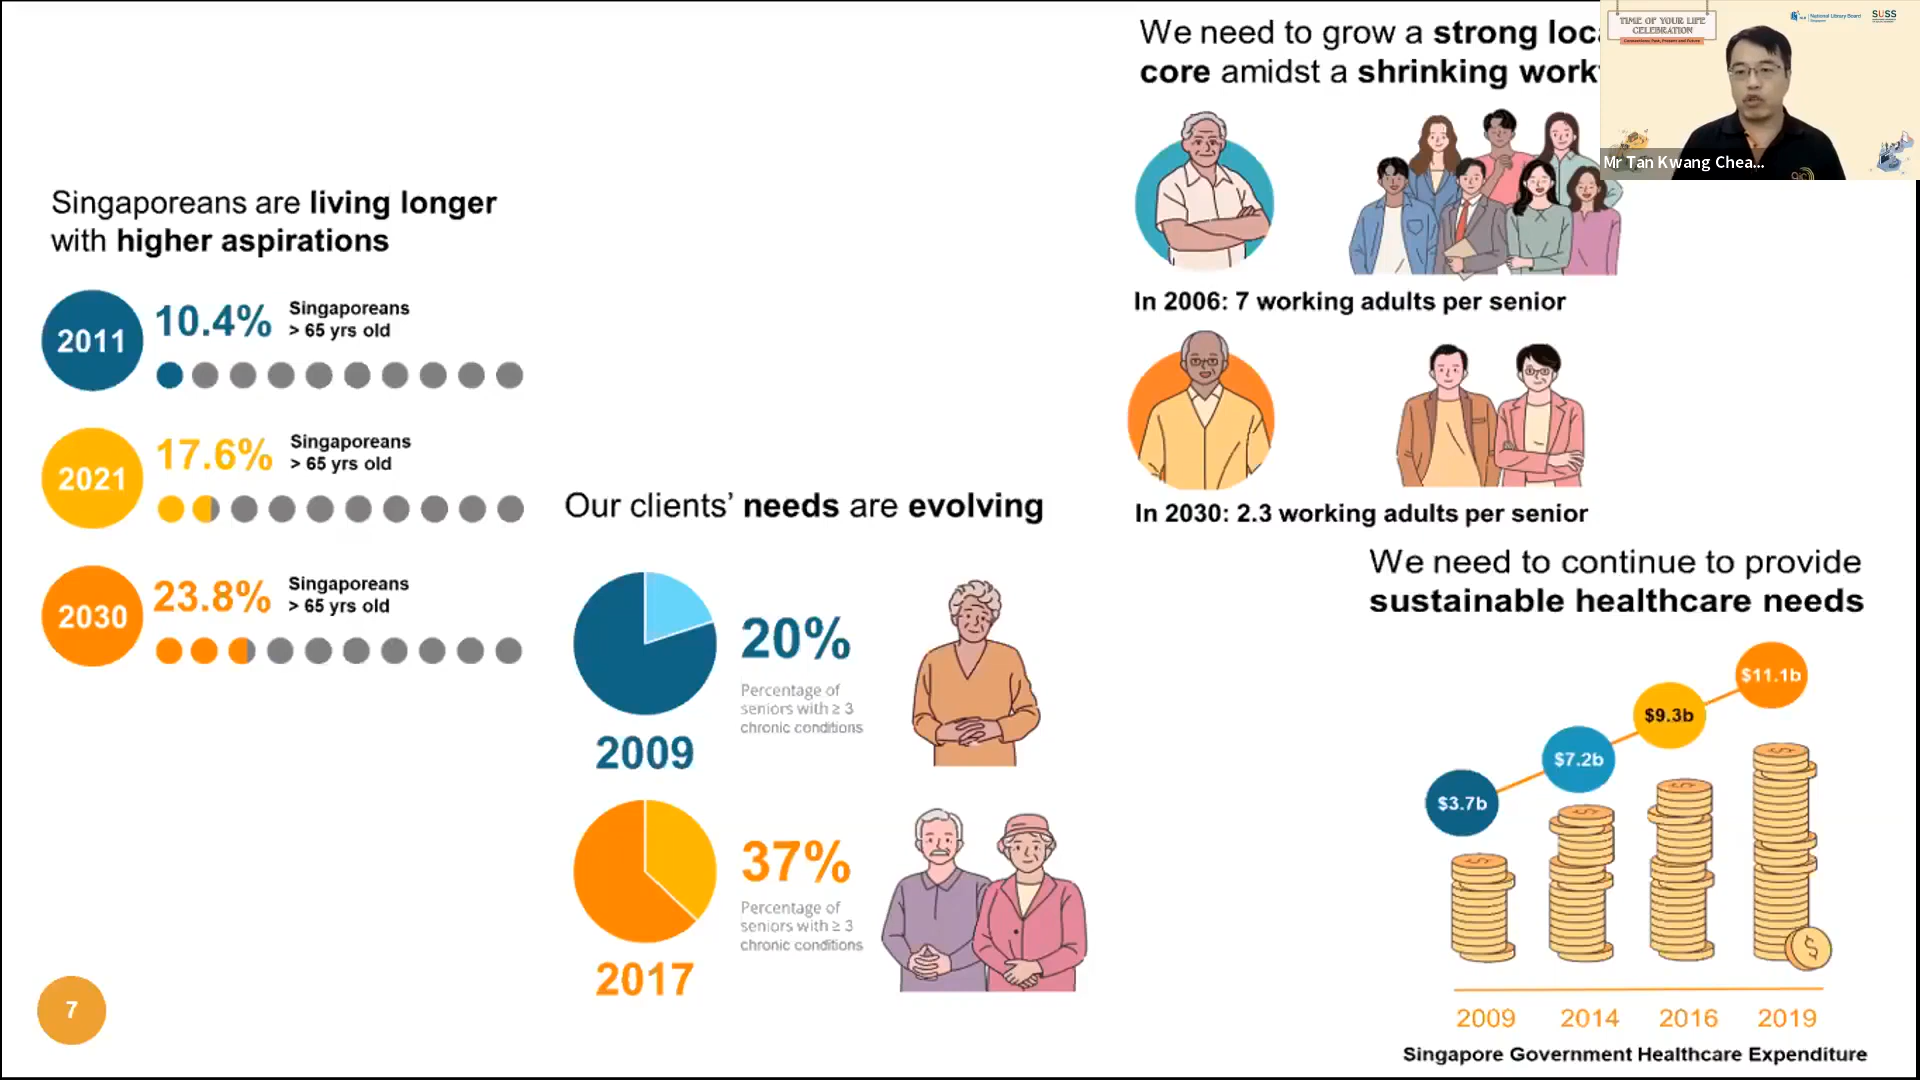 Singaporeans are living longer
with higher aspirations
2011
10.4%
Singaporeans
> 65 yrs old
2021
17.6%
Singaporeans
> 65 yrs old
2030
23.8%
Singaporeans
> 65 yrs old
Our clients’ needs are evolving
20%
Percentage of
seniors with ≥ 3
chronic conditions
2009
37%
Percentage of
seniors with ≥ 3
chronic conditions
2017
We need to grow a strong loc
core amidst a shrinking work
In 2006: 7 working adults per senior
In 2030: 2.3 working adults per senior
We need to continue to provide
sustainable healthcare needs
$3.7b
$7.2b
$9.3b
$11.1b
2009 2014 2016 2019
Singapore Government Healthcare Expenditure
7
TIME OF YOUR LIFE
CELEBRATION
National Library Board
SUSS
Mr Tan Kwang Chea...